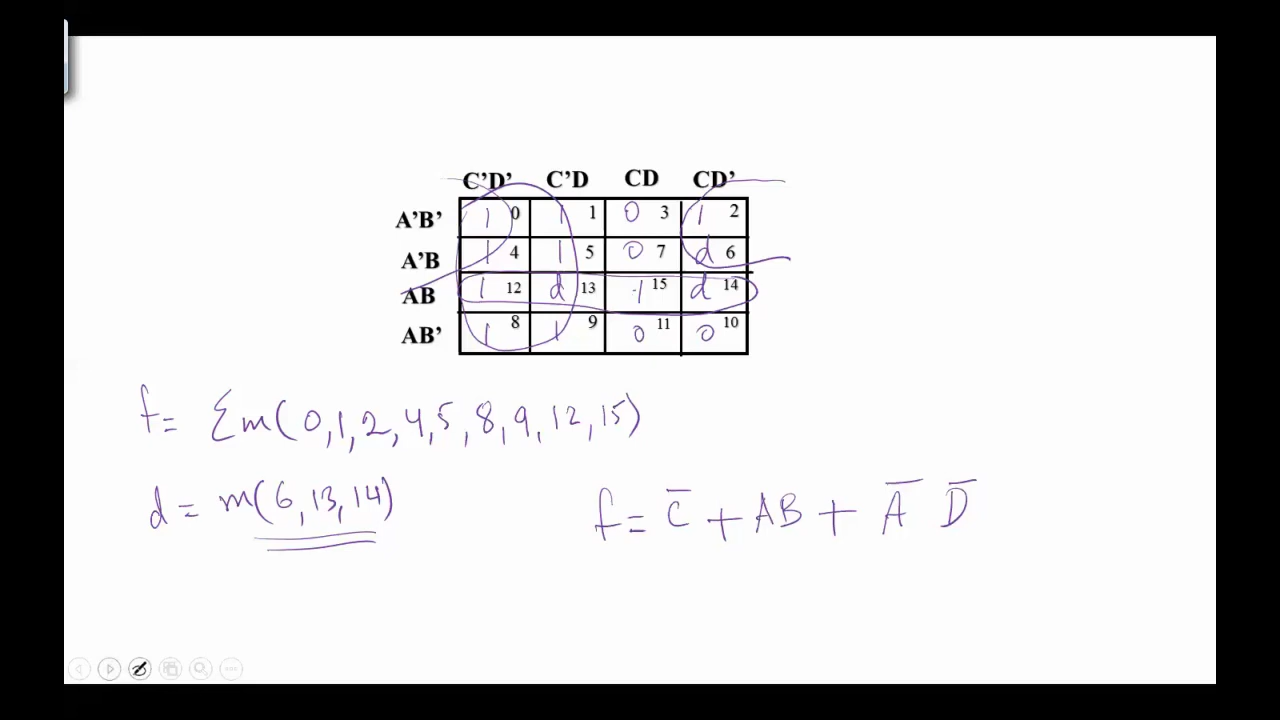 C’D’ C’D CD CD’
A’B’ 1 0 1 1 0 3 1 2
A’B 1 4 1 5 0 7 d 6
AB 1 12 d 13 1 15 d 14
AB’ 1 8 1 9 0 11 0 10
f = Σm(0,1,2,4,5,8,9,12,15)
d = m(6,13,14)
f = C̅ + AB + A̅ D̅